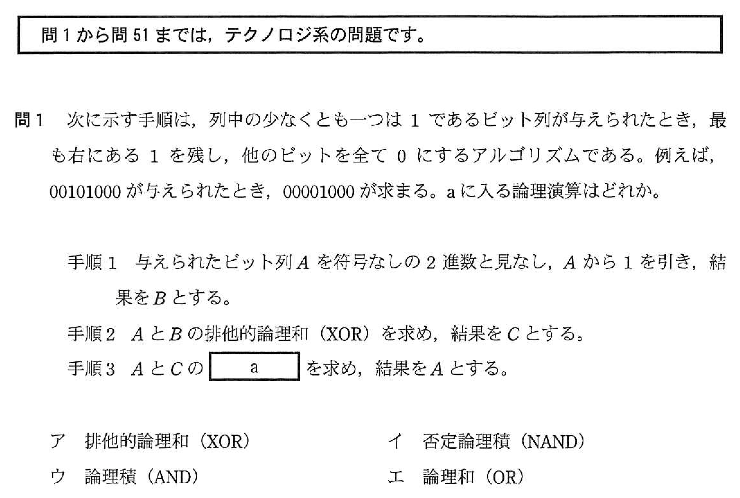 問1から問51までは，テクノロジ系の問題です。
問1 次に示す手順は，列中の少なくとも一つは 1 であるビット列が与えられたとき，最
も右にある 1 を残し，他のビットを全て 0 にするアルゴリズムである。例えば，
00101000 が与えられたとき，00001000 が求まる。a に入る論理演算はどれか。
手順1 与えられたビット列 A を符号なしの 2 進数と見なし，A から 1 を引き，結
果を B とする。
手順2 A と B の排他的論理和（XOR）を求め，結果を C とする。
手順3 A と C の a を求め，結果を A とする。
ア 排他的論理和（XOR） イ 否定論理積（NAND）
ウ 論理積（AND） エ 論理和（OR）